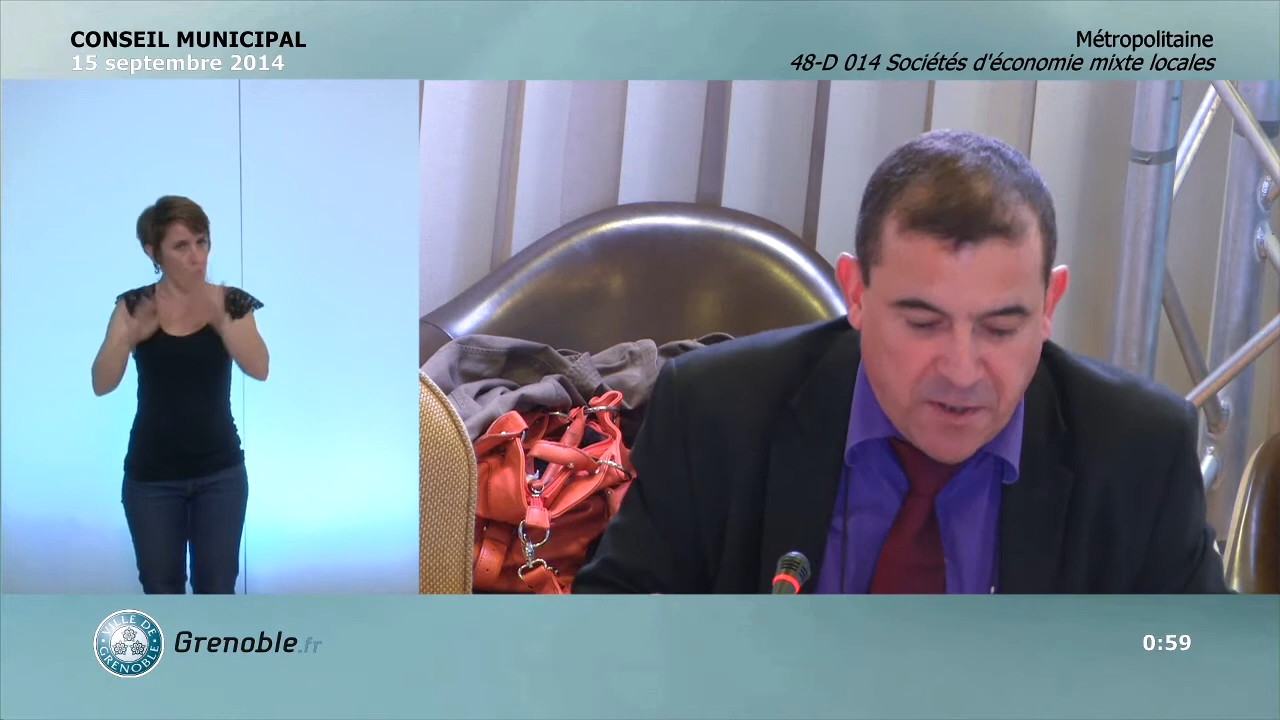 CONSEIL MUNICIPAL
15 septembre 2014
Métropolitaine
48-D 014 Sociétés d'économie mixte locales
VILLE DE GRENOBLE
Grenoble.fr
0:59